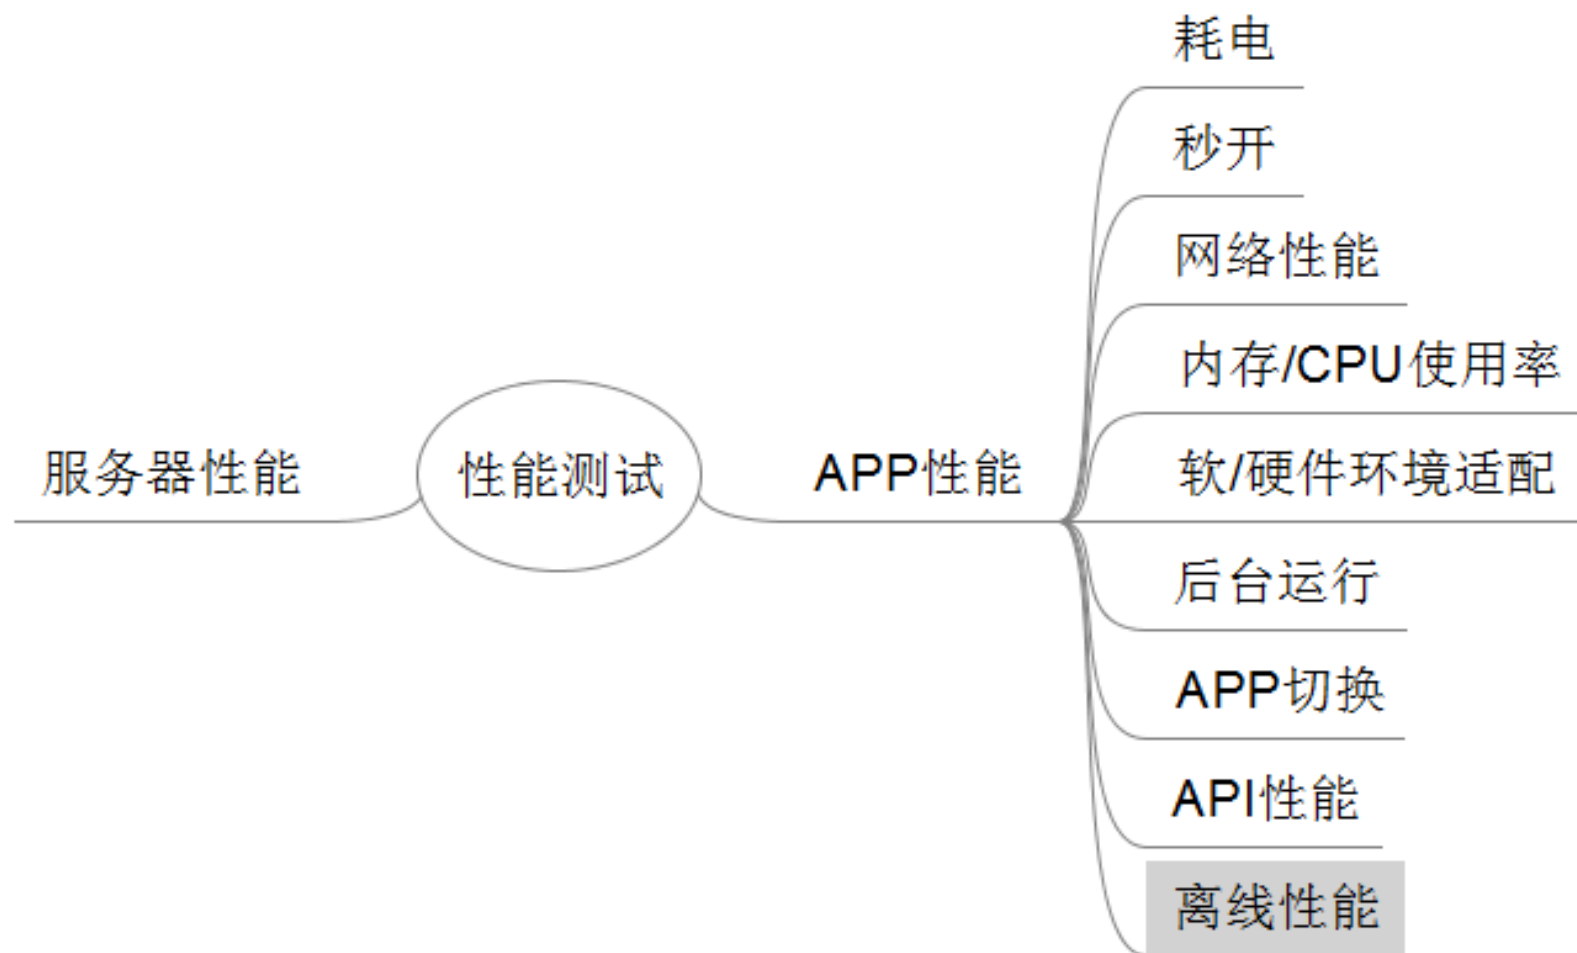 耗电
秒开
网络性能
内存/CPU使用率
服务器性能
性能测试
APP性能
软/硬件环境适配
后台运行
APP切换
API性能
离线性能